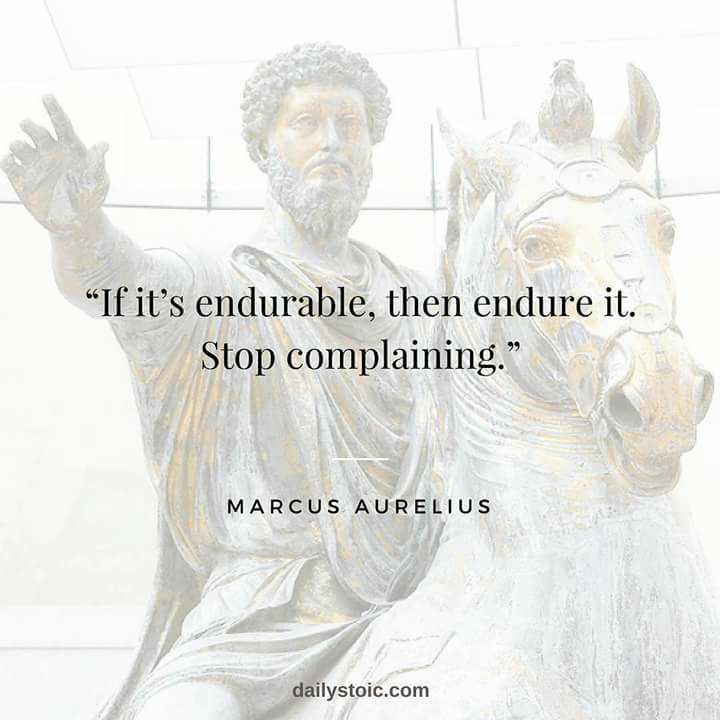 “If it’s endurable, then endure it.
Stop complaining.”
MARCUS AURELIUS
dailystoic.com